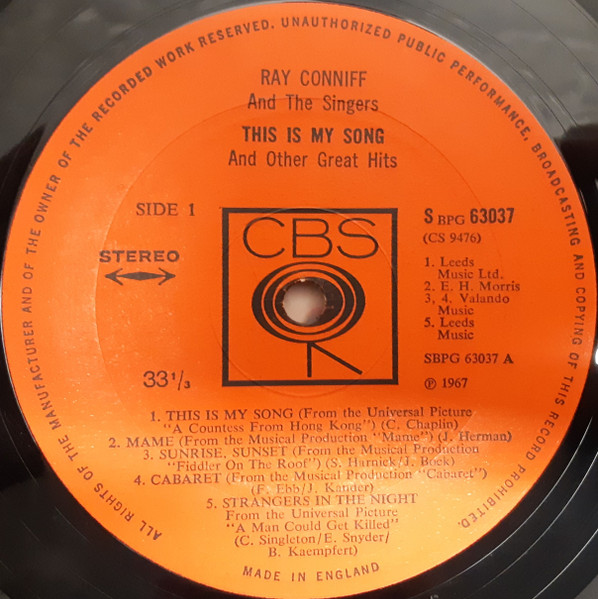 ALL RIGHTS OF THE MANUFACTURER AND OF THE OWNER OF THE RECORDED WORK RESERVED. UNAUTHORIZED PUBLIC PERFORMANCE, BROADCASTING AND COPYING OF THIS RECORD PROHIBITED.
RAY CONNIFF
And The Singers
THIS IS MY SONG
And Other Great Hits
SIDE 1
STEREO
33 1/3
CBS
S BPG 63037
(CS 9476)
1. Leeds
Music Ltd.
2. E. H. Morris
3, 4. Valando
Music
5. Leeds
Music
SBPG 63037 A
℗ 1967
1. THIS IS MY SONG (From the Universal Picture
"A Countess From Hong Kong") (C. Chaplin)
2. MAME (From the Musical Production "Mame") (J. Herman)
3. SUNRISE, SUNSET (From the Musical Production
"Fiddler On The Roof") (S. Harnick/J. Bock)
4. CABARET (From the Musical Production "Cabaret")
(F. Ebb/J. Kander)
5. STRANGERS IN THE NIGHT
From the Universal Picture
"A Man Could Get Killed")
(C. Singleton/E. Snyder/
B. Kaempfert)
MADE IN ENGLAND